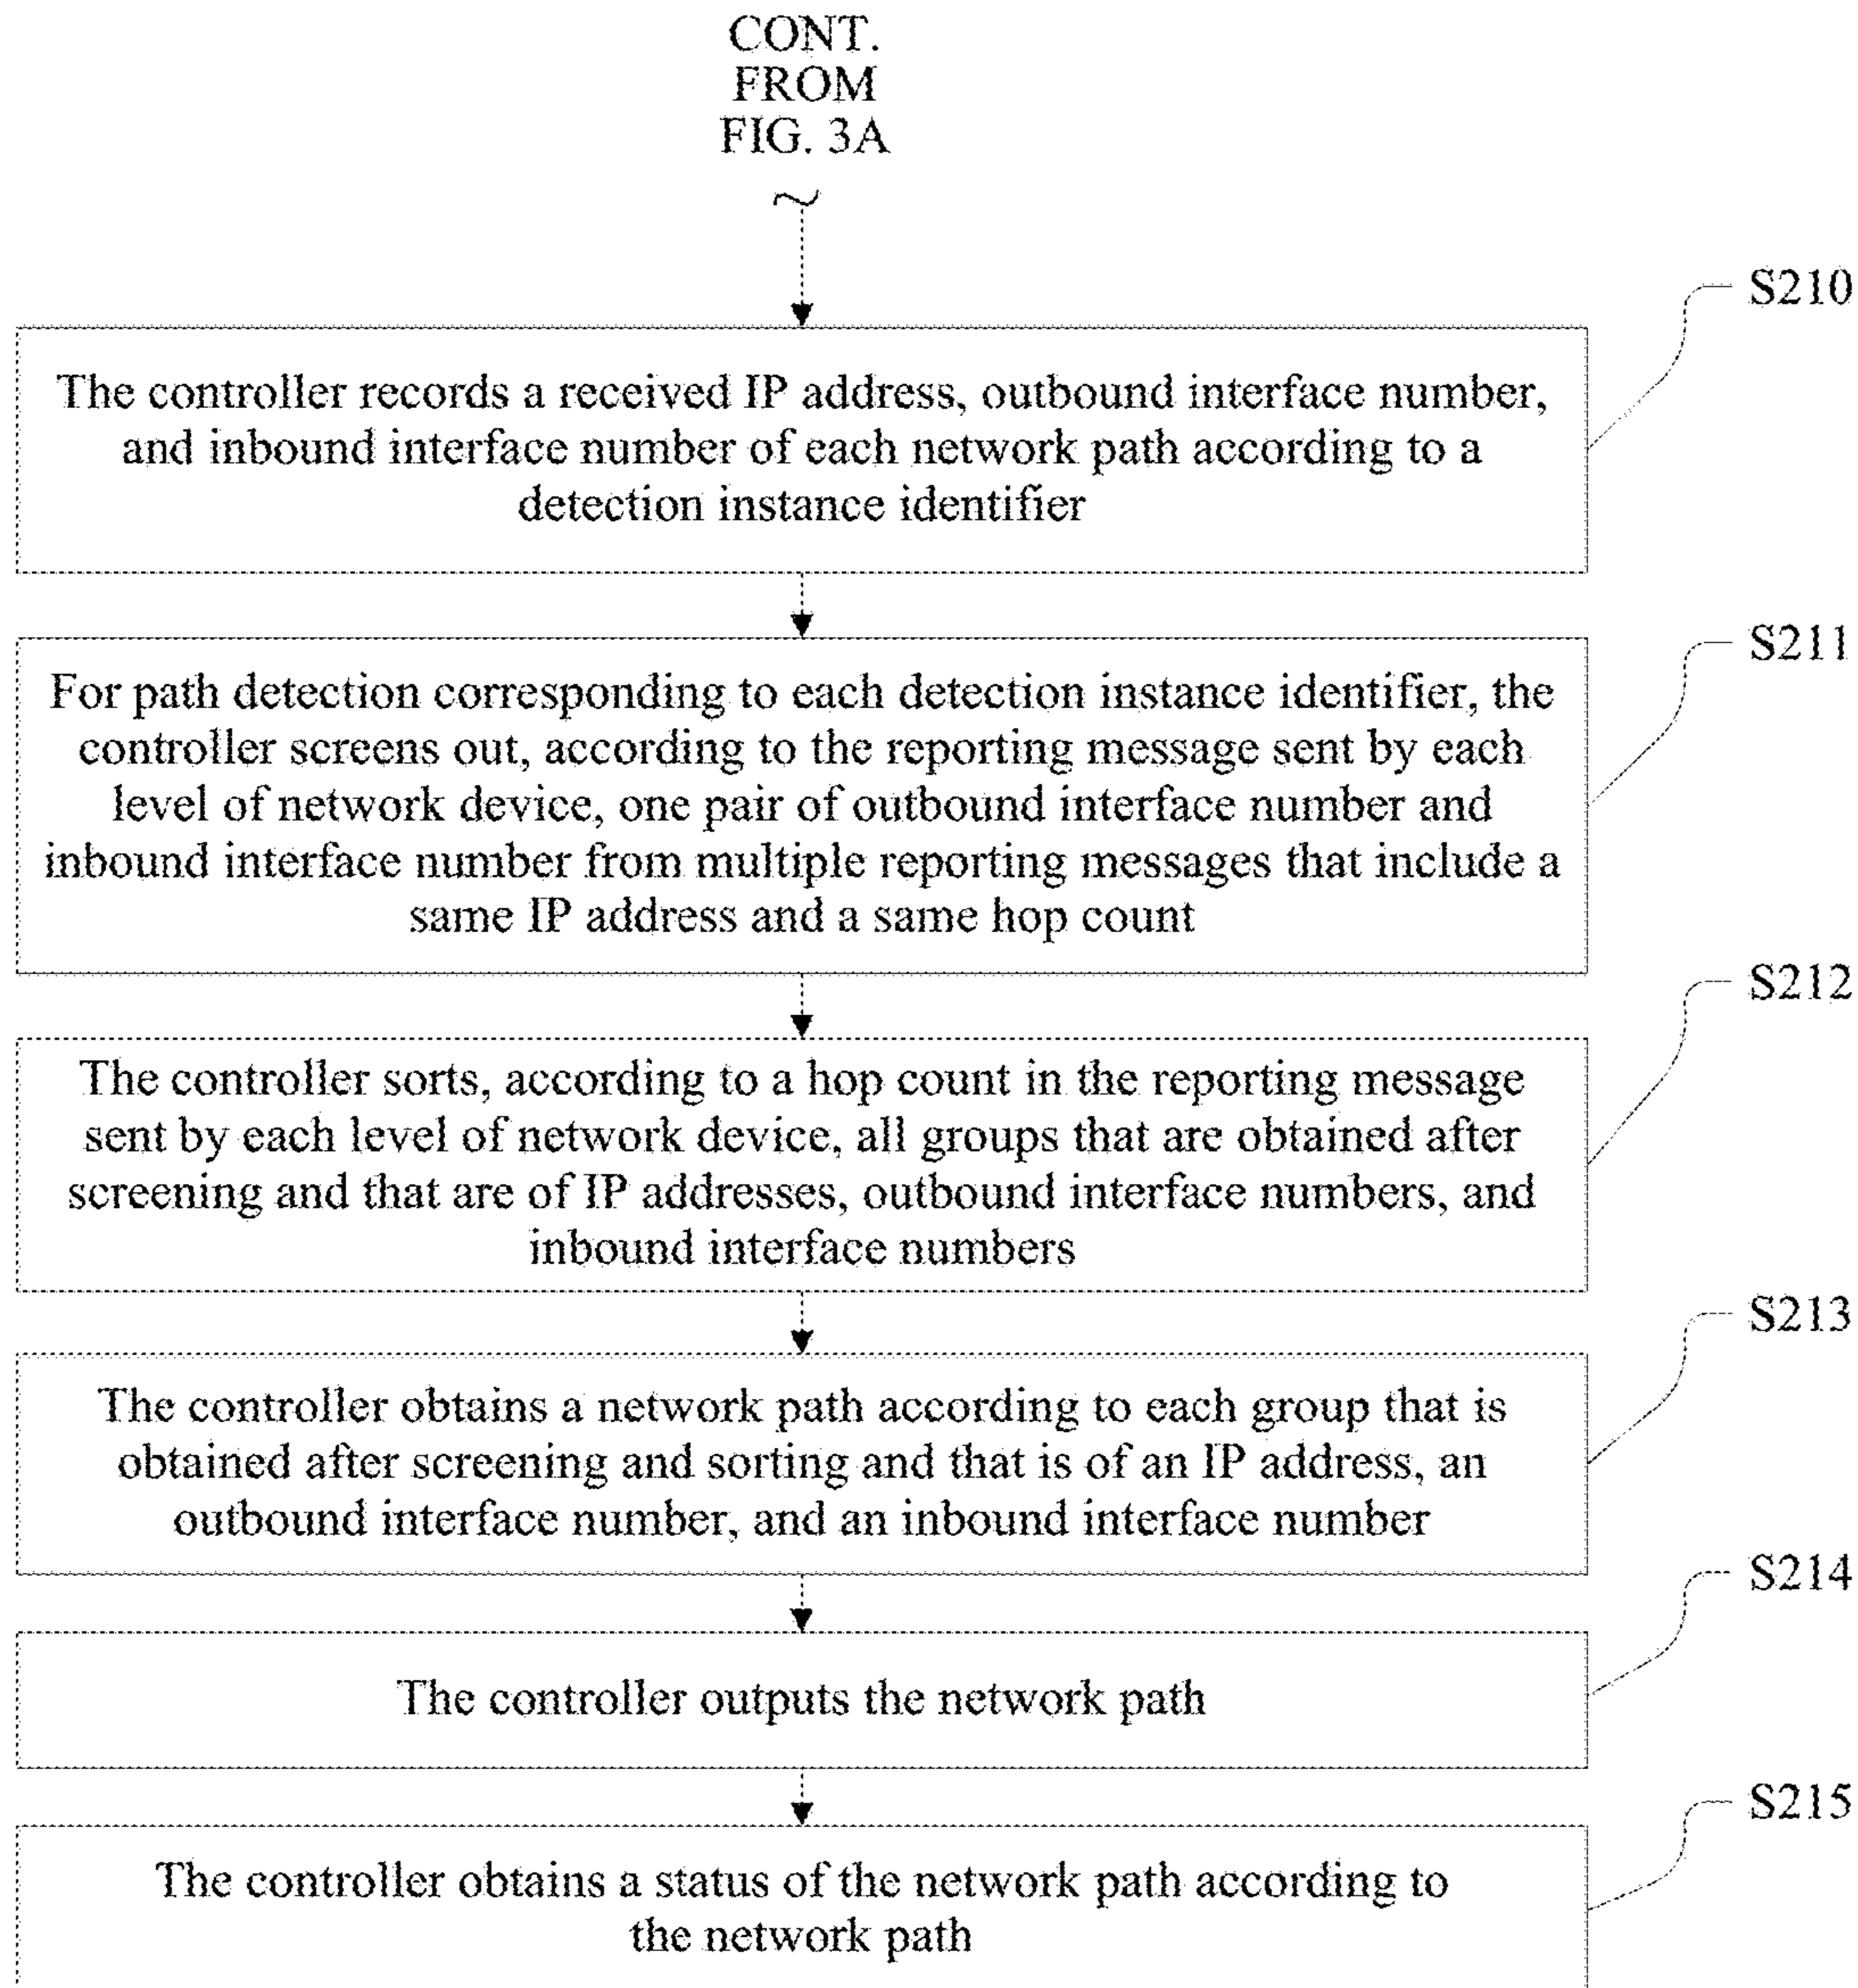 CONT.
FROM
FIG. 3A
S210
The controller records a received IP address, outbound interface number,
and inbound interface number of each network path according to a
detection instance identifier
S211
For path detection corresponding to each detection instance identifier, the
controller screens out, according to the reporting message sent by each
level of network device, one pair of outbound interface number and
inbound interface number from multiple reporting messages that include a
same IP address and a same hop count
S212
The controller sorts, according to a hop count in the reporting message
sent by each level of network device, all groups that are obtained after
screening and that are of IP addresses, outbound interface numbers, and
inbound interface numbers
S213
The controller obtains a network path according to each group that is
obtained after screening and sorting and that is of an IP address, an
outbound interface number, and an inbound interface number
S214
The controller outputs the network path
S215
The controller obtains a status of the network path according to
the network path